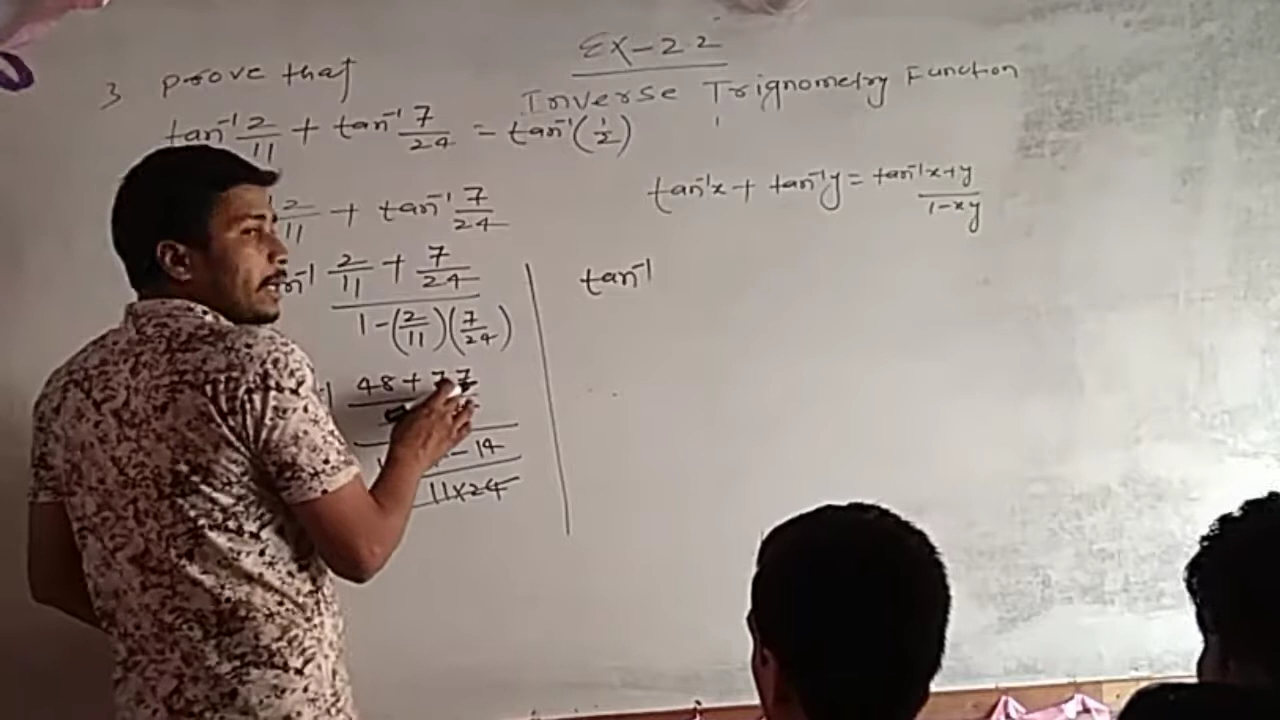 Ex-2.2
Inverse Trignometry Function
3 prove that
tan⁻¹ 2/11 + tan⁻¹ 7/24 = tan⁻¹(1/2)
tan⁻¹x + tan⁻¹y = tan⁻¹ x+y/1-xy
2/11 + tan⁻¹ 7/24
2/11 + 7/24
1-(2/11)(7/24)
tan⁻¹
48+77
-14
11x24